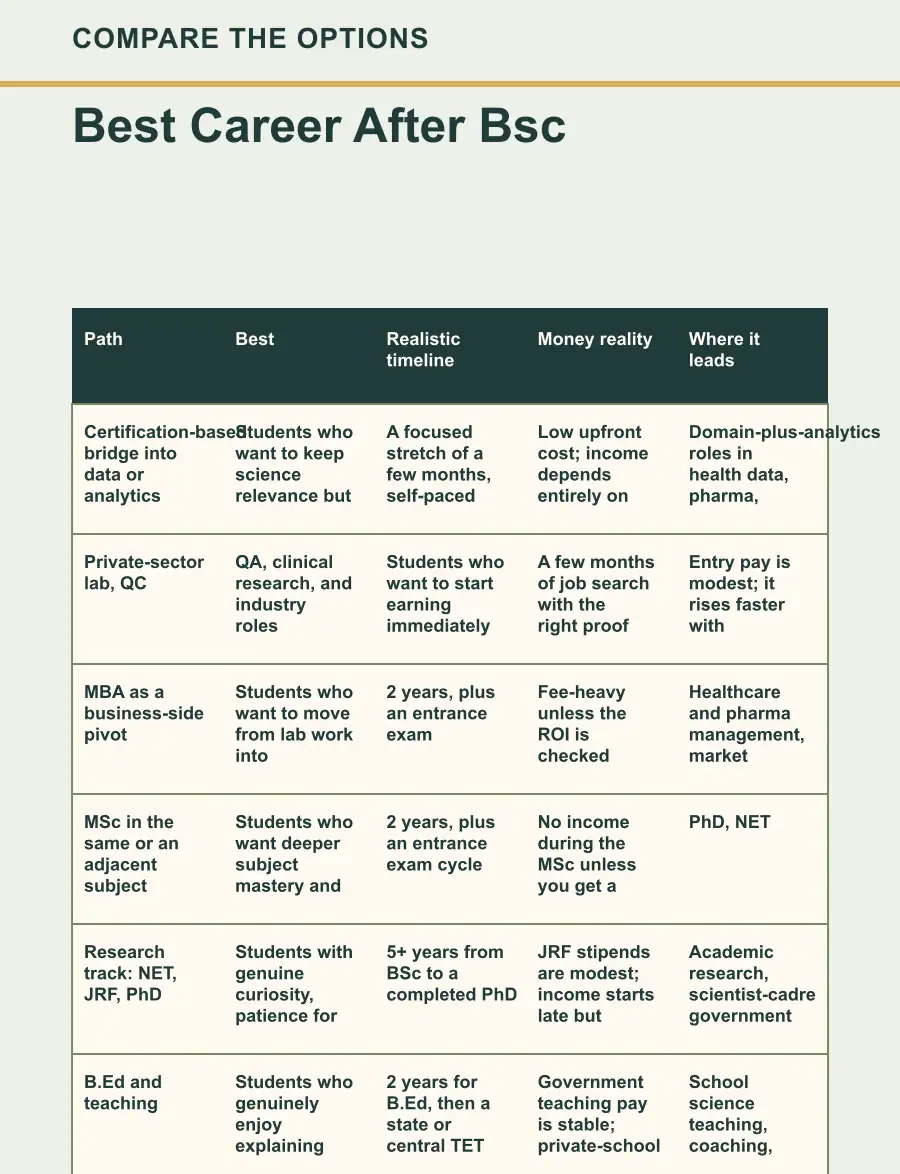 COMPARE THE OPTIONS
Best Career After Bsc
Path
Best
Realistic
timeline
Money reality
Where it
leads
Certification-based
bridge into
data or
analytics
Students who
want to keep
science
relevance but
A focused
stretch of a
few months,
self-paced
Low upfront
cost; income
depends
entirely on
Domain-plus-analytics
roles in
health data,
pharma,
Private-sector
lab, QC
QA, clinical
research, and
industry
roles
Students who
want to start
earning
immediately
A few months
of job search
with the
right proof
Entry pay is
modest; it
rises faster
with
MBA as a
business-side
pivot
Students who
want to move
from lab work
into
2 years, plus
an entrance
exam
Fee-heavy
unless the
ROI is
checked
Healthcare
and pharma
management,
market
MSc in the
same or an
adjacent
subject
Students who
want deeper
subject
mastery and
2 years, plus
an entrance
exam cycle
No income
during the
MSc unless
you get a
PhD, NET
Research
track: NET,
JRF, PhD
Students with
genuine
curiosity,
patience for
5+ years from
BSc to a
completed PhD
JRF stipends
are modest;
income starts
late but
Academic
research,
scientist-cadre
government
B.Ed and
teaching
Students who
genuinely
enjoy
explaining
2 years for
B.Ed, then a
state or
central TET
Government
teaching pay
is stable;
private-school
School
science
teaching,
coaching,